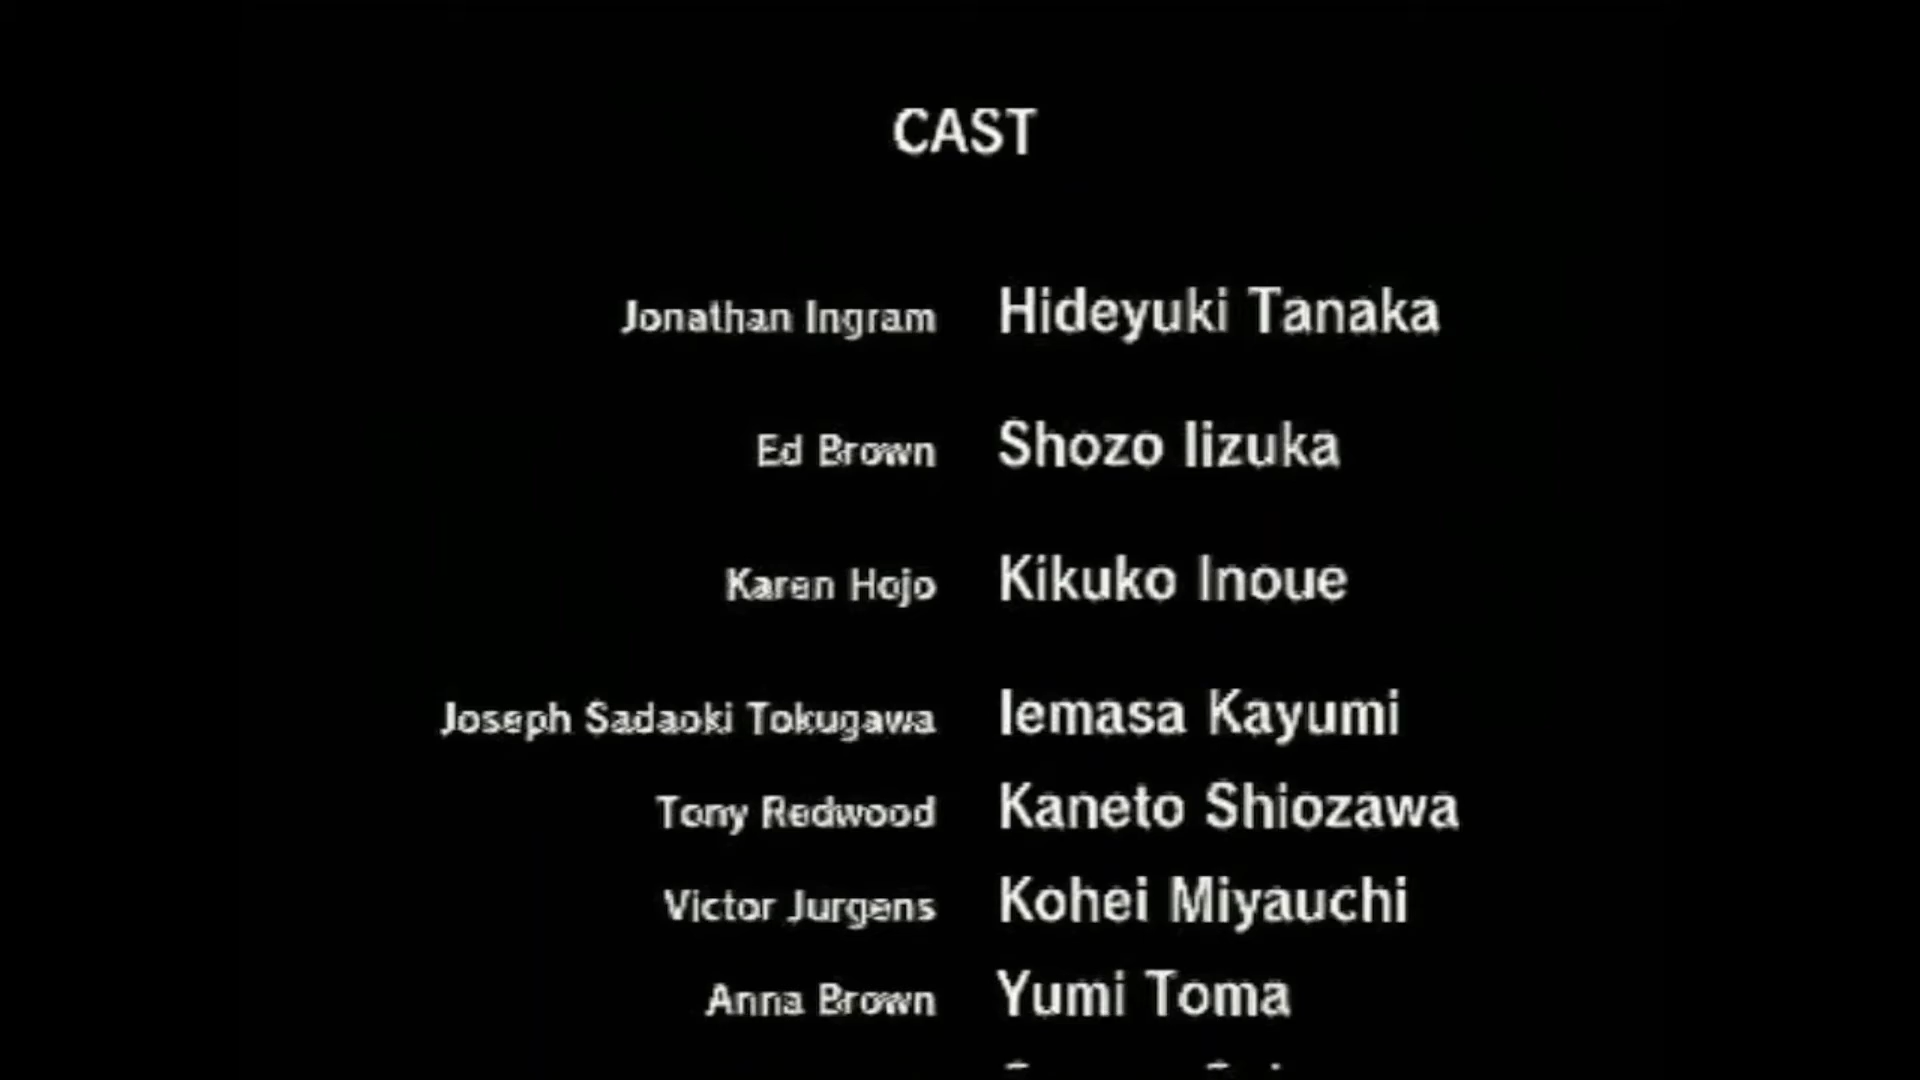 CAST
Jonathan Ingram Hideyuki Tanaka
Ed Brown Shozo Iizuka
Karen Hojo Kikuko Inoue
Joseph Sadaoki Tokugawa Iemasa Kayumi
Tony Redwood Kaneto Shiozawa
Victor Jurgens Kohei Miyauchi
Anna Brown Yumi Toma